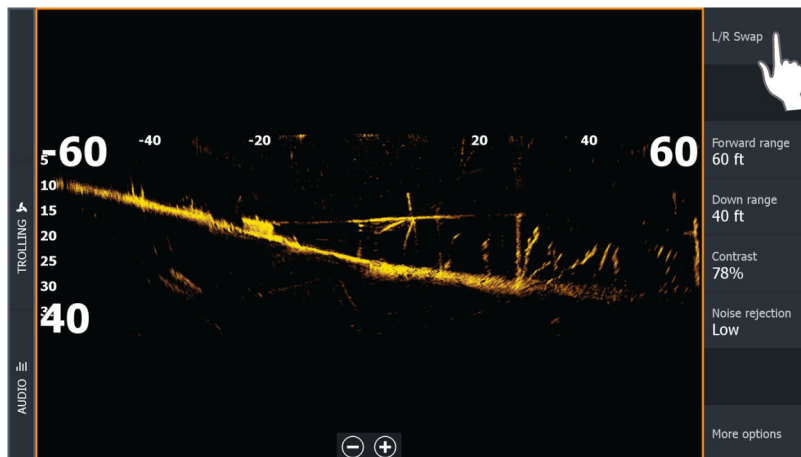 L/R Swap
-60
-40
-20
20
40
60
5
10
15
20
25
30
40
Forward range
60 ft
Down range
40 ft
Contrast
78%
Noise rejection
Low
More options
TROLLING
AUDIO